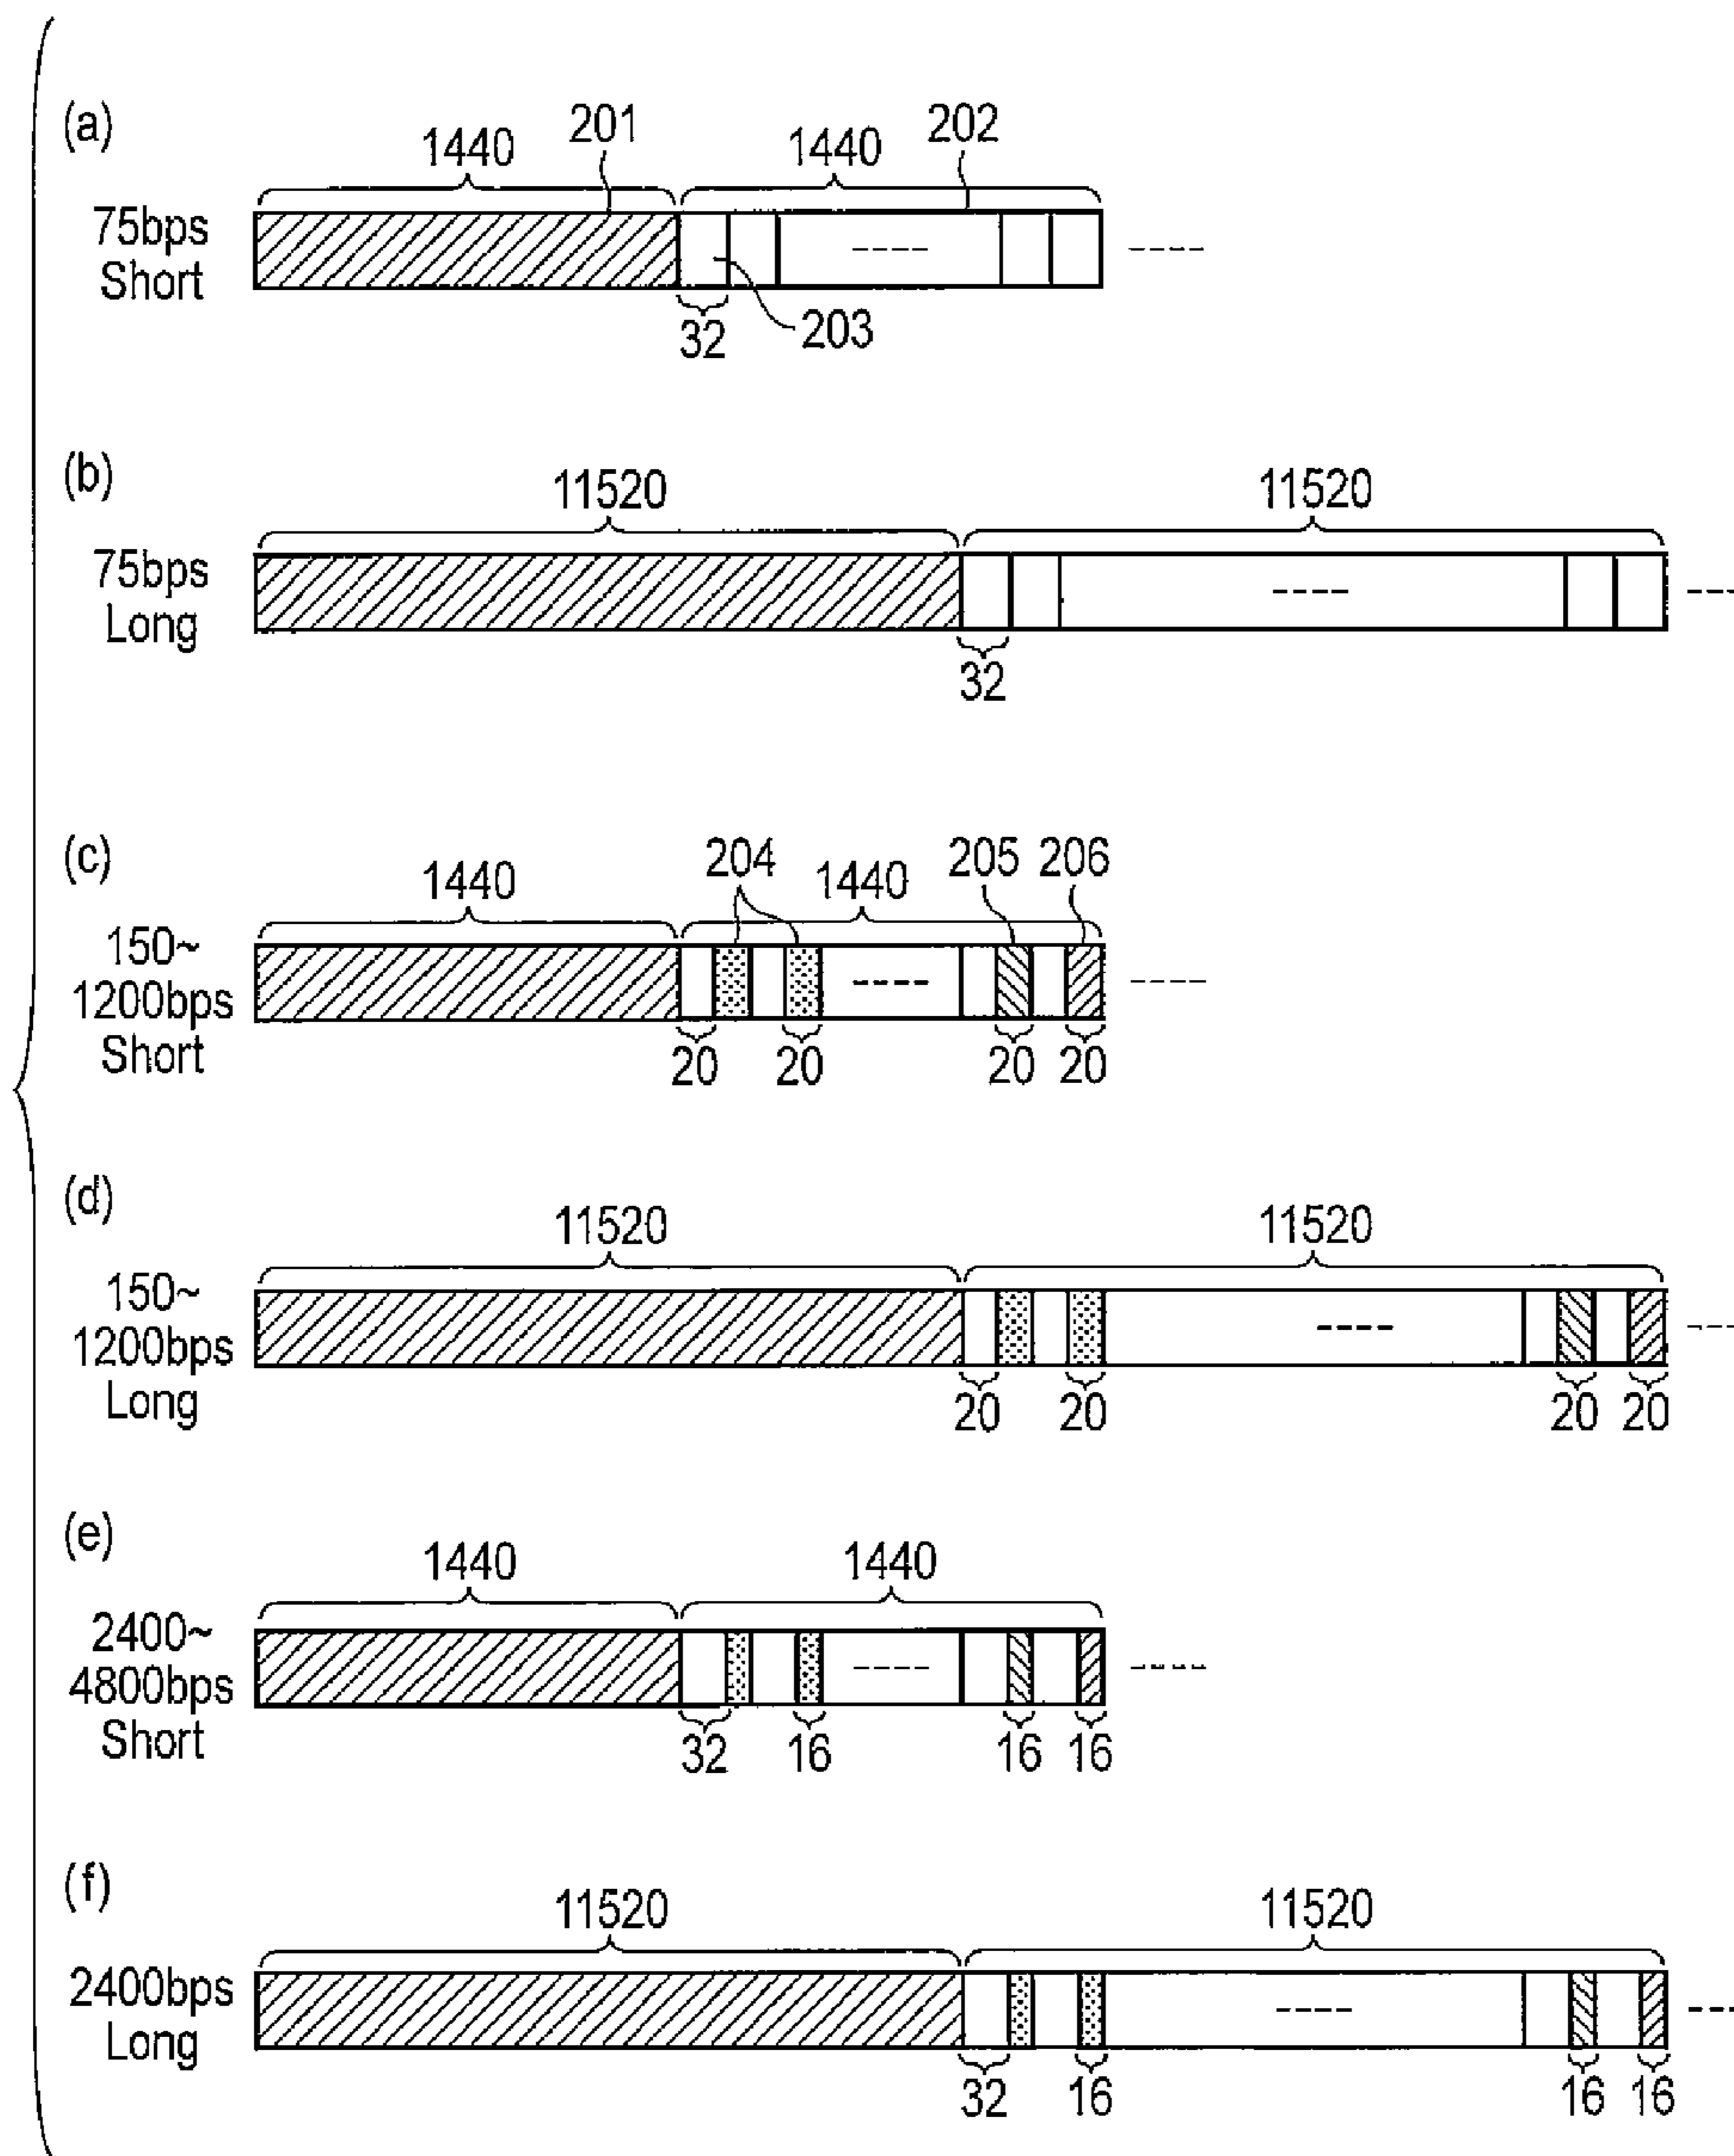 (a)
1440 201 1440 202
75bps
Short
32 203
(b)
11520 11520
75bps
Long
32
(c)
1440 204 1440 205 206
150~
1200bps
Short
20 20 20 20
(d)
11520 11520
150~
1200bps
Long
20 20 20 20
(e)
1440 1440
2400~
4800bps
Short
32 16 16 16
(f)
11520 11520
2400bps
Long
32 16 16 16